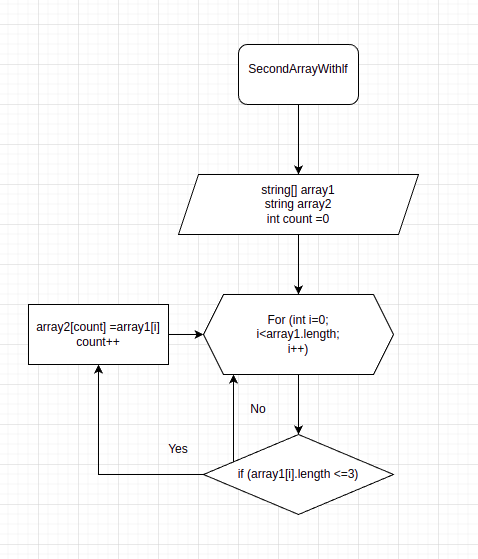 SecondArrayWithIf
string[] array1
string array2
int count =0
For (int i=0;
i<array1.length;
i++)
array2[count] =array1[i]
count++
No
Yes
if (array1[i].length <=3)